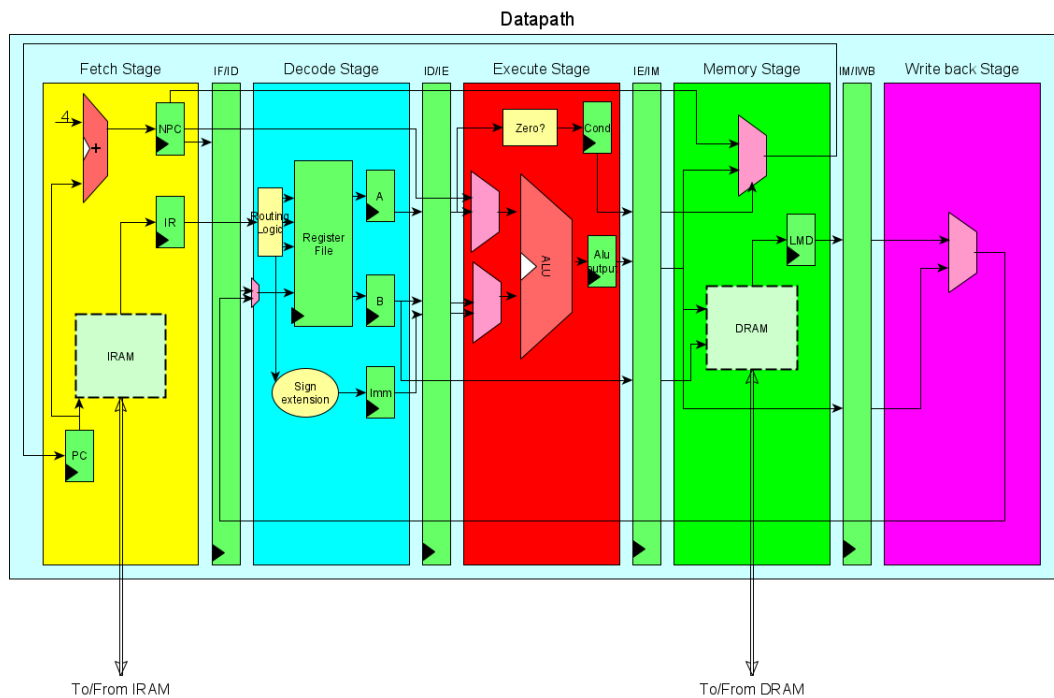 Datapath
Fetch Stage
IF/ID
Decode Stage
ID/IE
Execute Stage
IE/IM
Memory Stage
IM/IWB
Write back Stage
4
+
NPC
IR
IRAM
PC
Routing
Logic
Register
File
A
B
Sign
extension
Imm
Zero?
Cond
ALU
Alu
output
LMD
DRAM
To/From IRAM
To/From DRAM